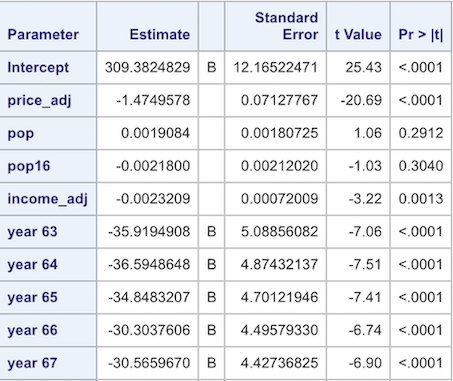 Parameter Estimate Standard Error t Value Pr > |t|
Intercept 309.3824829 B 12.16522471 25.43 <.0001
price_adj -1.4749578 0.07127767 -20.69 <.0001
pop 0.0019084 0.00180725 1.06 0.2912
pop16 -0.0021800 0.00212020 -1.03 0.3040
income_adj -0.0023209 0.00072009 -3.22 0.0013
year 63 -35.9194908 B 5.08856082 -7.06 <.0001
year 64 -36.5948648 B 4.87432137 -7.51 <.0001
year 65 -34.8483207 B 4.70121946 -7.41 <.0001
year 66 -30.3037606 B 4.49579330 -6.74 <.0001
year 67 -30.5659670 B 4.42736825 -6.90 <.0001